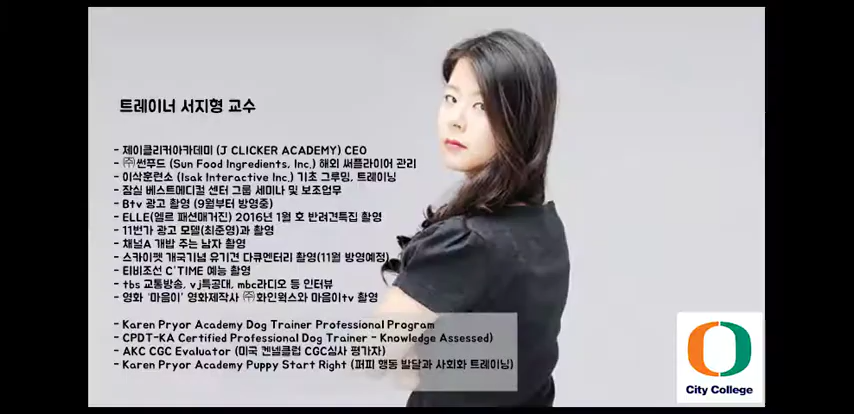 트레이너 서지형 교수
- 제이클리커아카데미 (J CLICKER ACADEMY) CEO
- ㈜썬푸드 (Sun Food Ingredients, Inc.) 해외 써플라이어 관리
- 이삭훈련소 (Isak Interactive Inc.) 기초 그루밍, 트레이닝
- 잠실 베스트메디컬 센터 그룹 세미나 및 보조업무
- Btv 광고 촬영 (9월부터 방영중)
- ELLE(엘르 패션매거진) 2016년 1월 호 반려견특집 촬영
- 11번가 광고 모델(최준영)과 촬영
- 채널A 개밥 주는 남자 촬영
- 스카이펫 개국기념 유기견 다큐멘터리 촬영(11월 방영예정)
- 티비조선 C'TIME 예능 촬영
- tbs 교통방송, vj특공대, mbc라디오 등 인터뷰
- 영화 '마음이' 영화제작사 ㈜화인웍스와 마음이tv 촬영
- Karen Pryor Academy Dog Trainer Professional Program
- CPDT-KA Certified Professional Dog Trainer - Knowledge Assessed)
- AKC CGC Evaluator (미국 켄넬클럽 CGC심사 평가자)
- Karen Pryor Academy Puppy Start Right (퍼피 행동 발달과 사회화 트레이닝)
City College